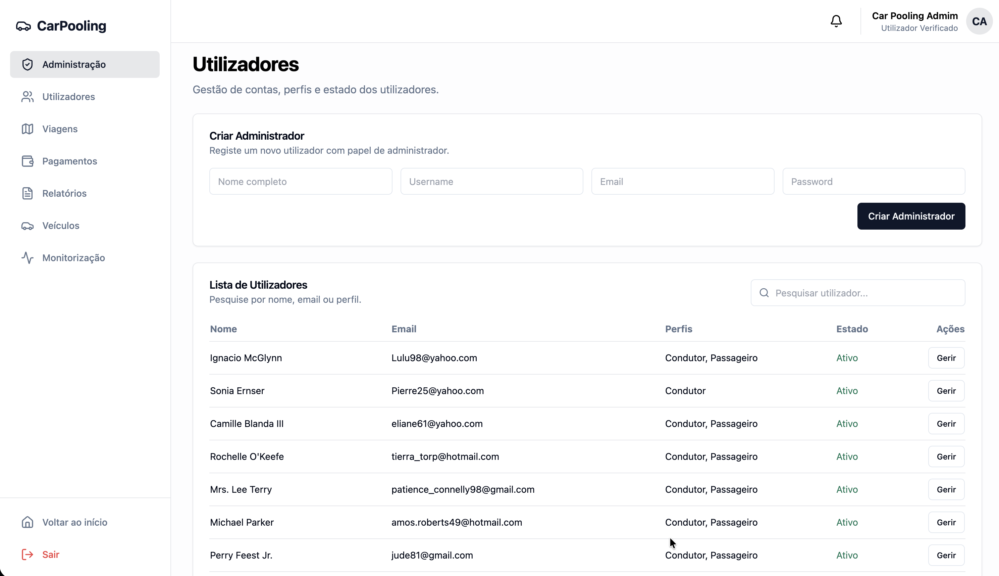 CarPooling
Administração
Utilizadores
Viagens
Pagamentos
Relatórios
Veículos
Monitorização
Voltar ao início
Sair
Car Pooling Admim
Utilizador Verificado
CA
Utilizadores
Gestão de contas, perfis e estado dos utilizadores.
Criar Administrador
Registe um novo utilizador com papel de administrador.
Nome completo Username Email Password
Criar Administrador
Lista de Utilizadores
Pesquise por nome, email ou perfil.
Pesquisar utilizador...
Nome Email Perfis Estado Ações
Ignacio McGlynn Lulu98@yahoo.com Condutor, Passageiro Ativo Gerir
Sonia Ernser Pierre25@yahoo.com Condutor Ativo Gerir
Camille Blanda III eliane61@yahoo.com Condutor, Passageiro Ativo Gerir
Rochelle O'Keefe tierra_torp@hotmail.com Condutor, Passageiro Ativo Gerir
Mrs. Lee Terry patience_connelly98@gmail.com Condutor, Passageiro Ativo Gerir
Michael Parker amos.roberts49@hotmail.com Condutor, Passageiro Ativo Gerir
Perry Feest Jr. jude81@gmail.com Condutor, Passageiro Ativo Gerir